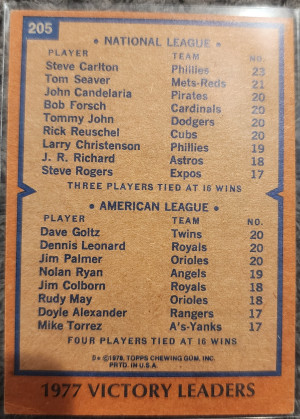 205
• NATIONAL LEAGUE •
PLAYER TEAM NO.
Steve Carlton Phillies 23
Tom Seaver Mets-Reds 21
John Candelaria Pirates 20
Bob Forsch Cardinals 20
Tommy John Dodgers 20
Rick Reuschel Cubs 20
Larry Christenson Phillies 19
J. R. Richard Astros 18
Steve Rogers Expos 17
THREE PLAYERS TIED AT 16 WINS
• AMERICAN LEAGUE •
PLAYER TEAM NO.
Dave Goltz Twins 20
Dennis Leonard Royals 20
Jim Palmer Orioles 20
Nolan Ryan Angels 19
Jim Colborn Royals 18
Rudy May Orioles 18
Doyle Alexander Rangers 17
Mike Torrez A's-Yanks 17
FOUR PLAYERS TIED AT 16 WINS
D* ©1978, TOPPS CHEWING GUM, INC.
PRTD. IN U.S.A.
1977 VICTORY LEADERS